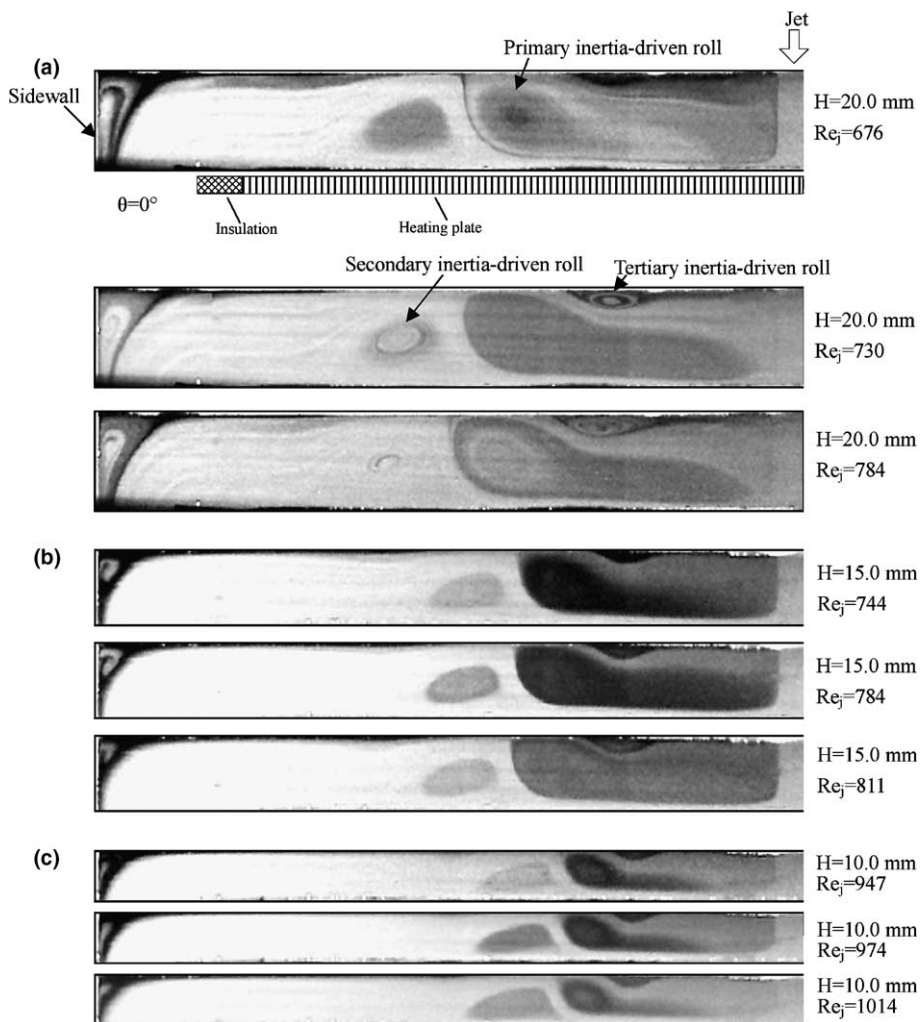 Jet
Primary inertia-driven roll
(a)
Sidewall
H=20.0 mm
Rej=676
θ=0°
Insulation
Heating plate
Secondary inertia-driven roll
Tertiary inertia-driven roll
H=20.0 mm
Rej=730
H=20.0 mm
Rej=784
(b)
H=15.0 mm
Rej=744
H=15.0 mm
Rej=784
H=15.0 mm
Rej=811
(c)
H=10.0 mm
Rej=947
H=10.0 mm
Rej=974
H=10.0 mm
Rej=1014